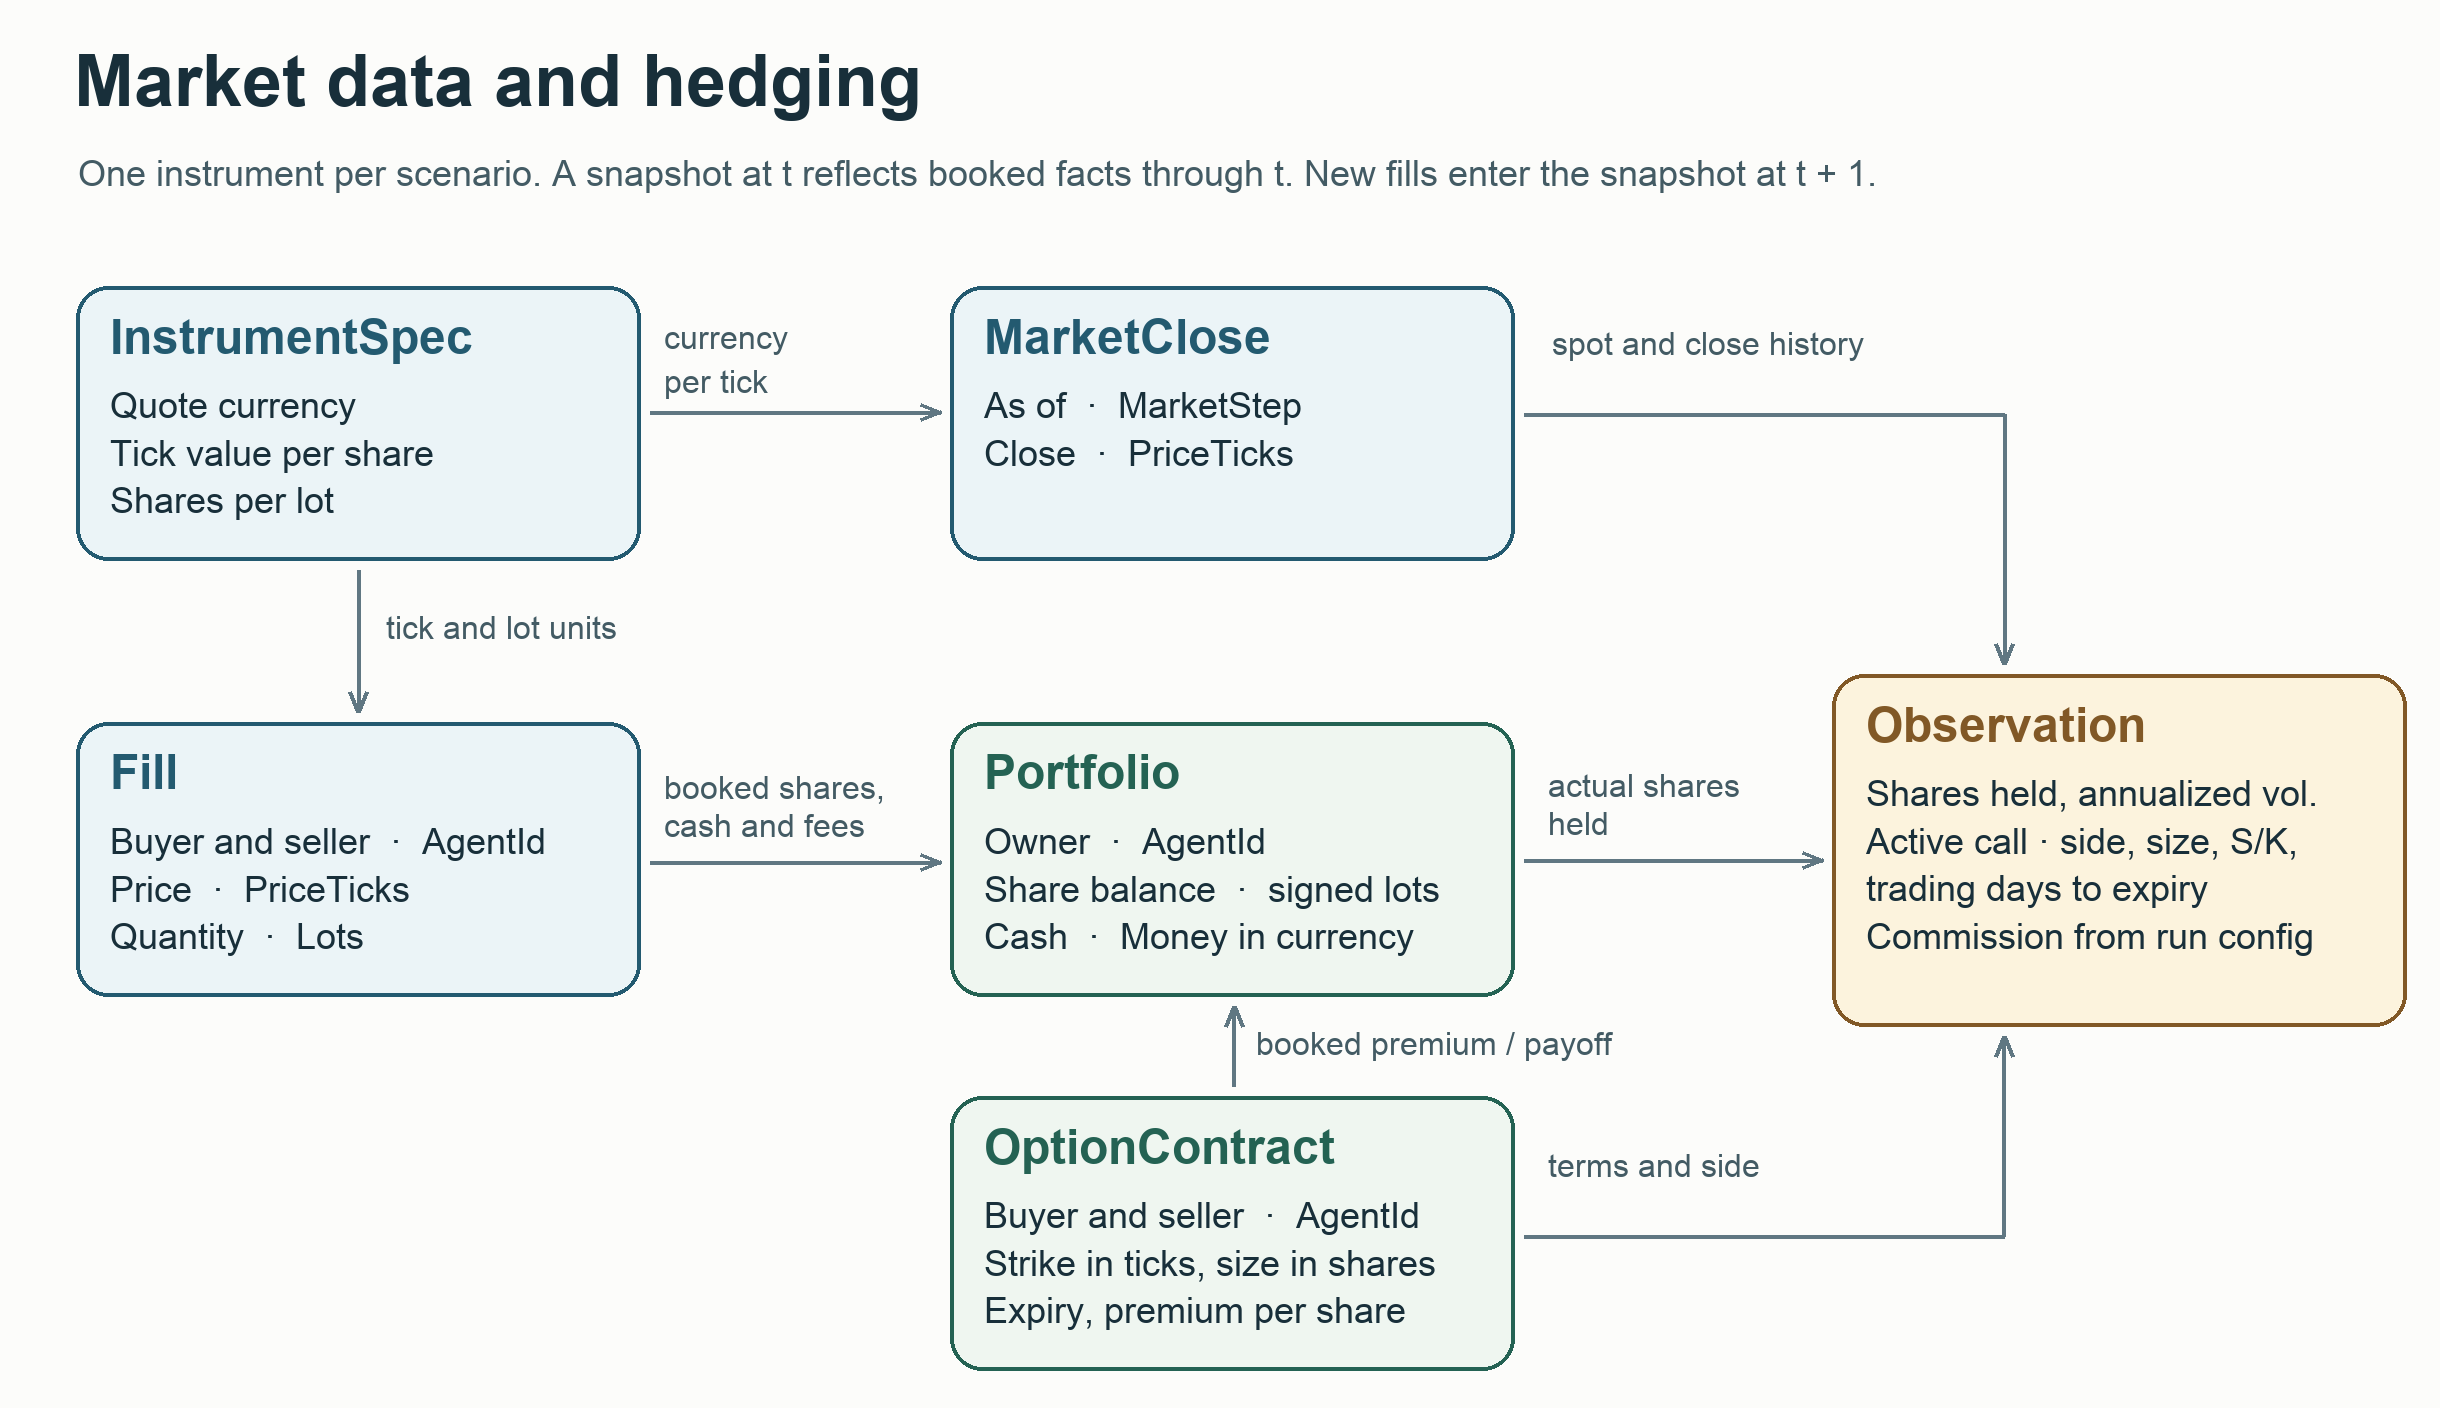 Market data and hedging
One instrument per scenario. A snapshot at t reflects booked facts through t. New fills enter the snapshot at t + 1.
InstrumentSpec
Quote currency
Tick value per share
Shares per lot
currency
per tick
MarketClose
As of · MarketStep
Close · PriceTicks
spot and close history
tick and lot units
Fill
Buyer and seller · AgentId
Price · PriceTicks
Quantity · Lots
booked shares,
cash and fees
Portfolio
Owner · AgentId
Share balance · signed lots
Cash · Money in currency
actual shares
held
Observation
Shares held, annualized vol.
Active call · side, size, S/K,
trading days to expiry
Commission from run config
booked premium / payoff
OptionContract
Buyer and seller · AgentId
Strike in ticks, size in shares
Expiry, premium per share
terms and side